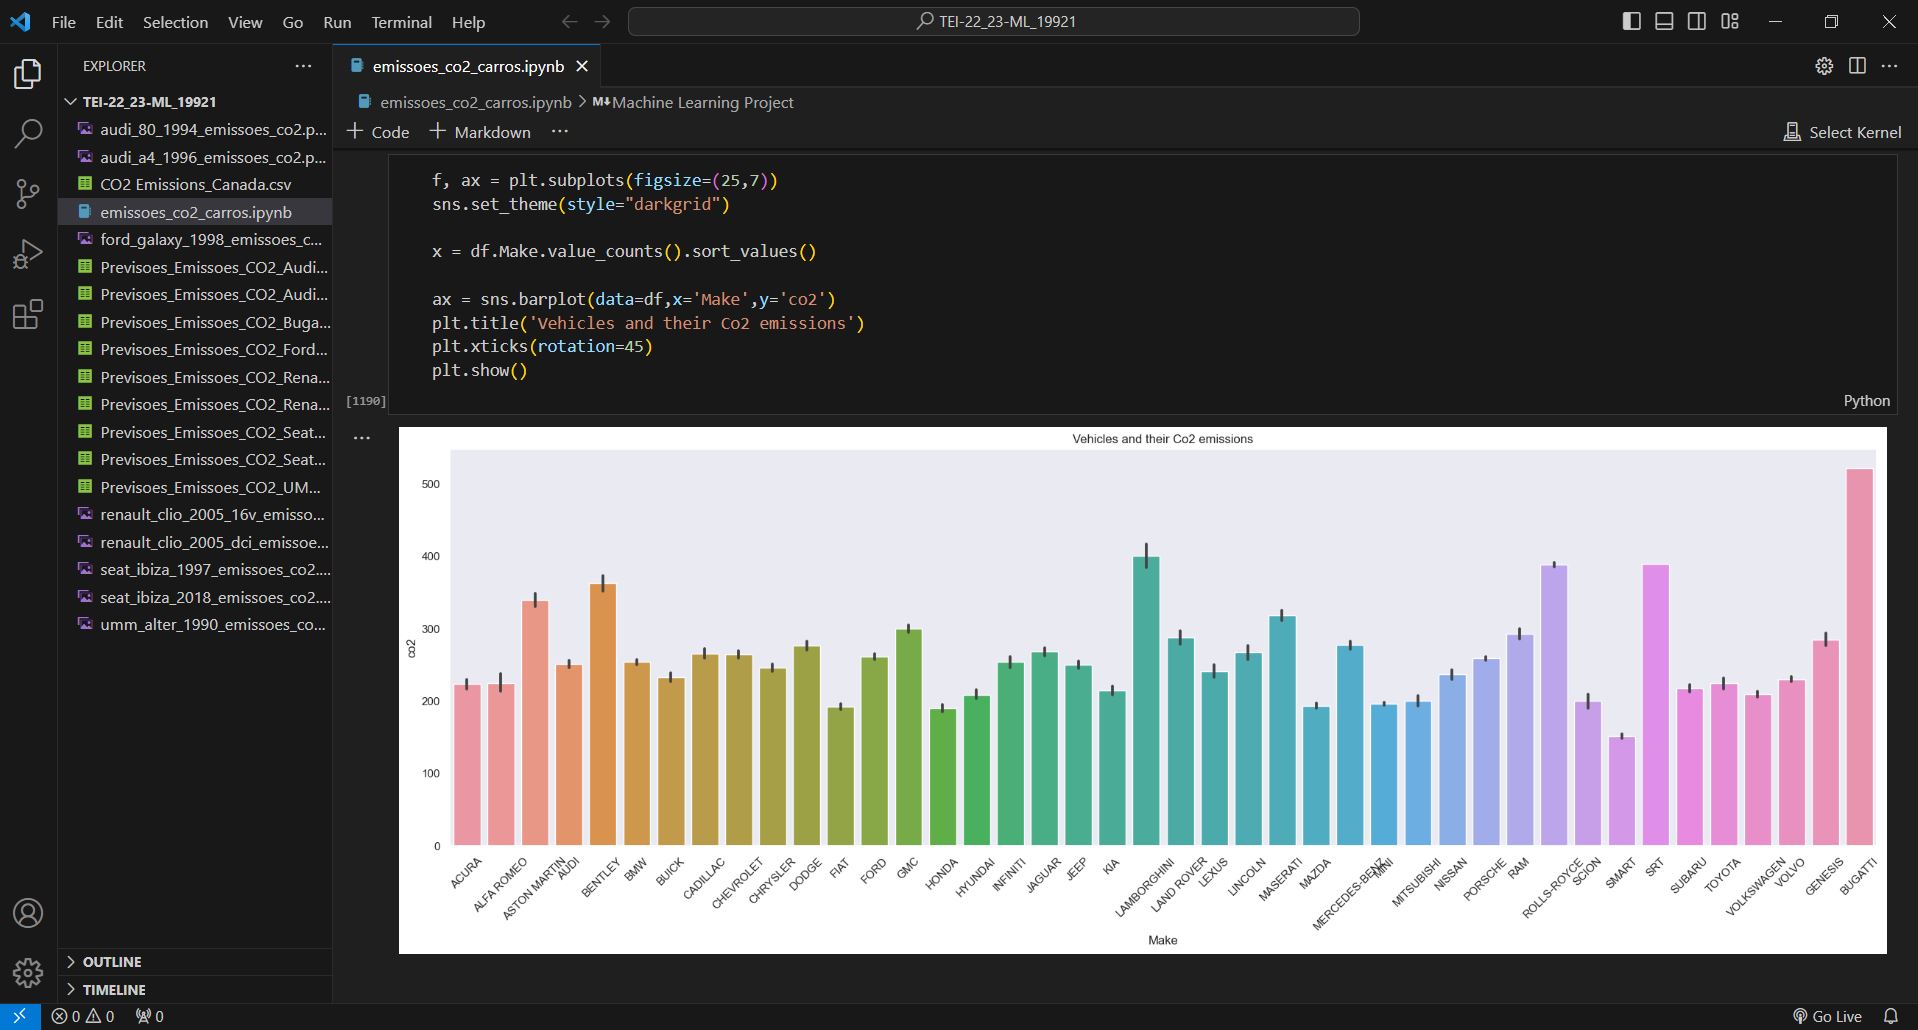 File Edit Selection View Go Run Terminal Help
TEI-22_23-ML_19921
EXPLORER
TEI-22_23-ML_19921
audi_80_1994_emissoes_co2.p...
audi_a4_1996_emissoes_co2.p...
CO2 Emissions_Canada.csv
emissoes_co2_carros.ipynb
ford_galaxy_1998_emissoes_c...
Previsoes_Emissoes_CO2_Audi...
Previsoes_Emissoes_CO2_Audi...
Previsoes_Emissoes_CO2_Buga...
Previsoes_Emissoes_CO2_Ford...
Previsoes_Emissoes_CO2_Rena...
Previsoes_Emissoes_CO2_Rena...
Previsoes_Emissoes_CO2_Seat...
Previsoes_Emissoes_CO2_Seat...
Previsoes_Emissoes_CO2_UM...
renault_clio_2005_16v_emisso...
renault_clio_2005_dci_emissoe...
seat_ibiza_1997_emissoes_co2....
seat_ibiza_2018_emissoes_co2....
umm_alter_1990_emissoes_co...
OUTLINE
TIMELINE
emissoes_co2_carros.ipynb
emissoes_co2_carros.ipynb > M↓Machine Learning Project
+ Code + Markdown ...
Select Kernel
f, ax = plt.subplots(figsize=(25,7))
sns.set_theme(style="darkgrid")
x = df.Make.value_counts().sort_values()
ax = sns.barplot(data=df,x='Make',y='co2')
plt.title('Vehicles and their Co2 emissions')
plt.xticks(rotation=45)
plt.show()
[1190]
Python
Vehicles and their Co2 emissions
500
400
300
200
100
0
co2
ACURA
ALFA ROMEO
ASTON MARTIN
AUDI
BENTLEY
BMW
BUICK
CADILLAC
CHEVROLET
CHRYSLER
DODGE
FIAT
FORD
GMC
HONDA
HYUNDAI
INFINITI
JAGUAR
JEEP
KIA
LAMBORGHINI
LAND ROVER
LEXUS
LINCOLN
MASERATI
MAZDA
MERCEDES-BENZ
MINI
MITSUBISHI
NISSAN
PORSCHE
RAM
ROLLS-ROYCE
SCION
SMART
SRT
SUBARU
TOYOTA
VOLKSWAGEN
VOLVO
GENESIS
BUGATTI
Make
0 0 0
Go Live